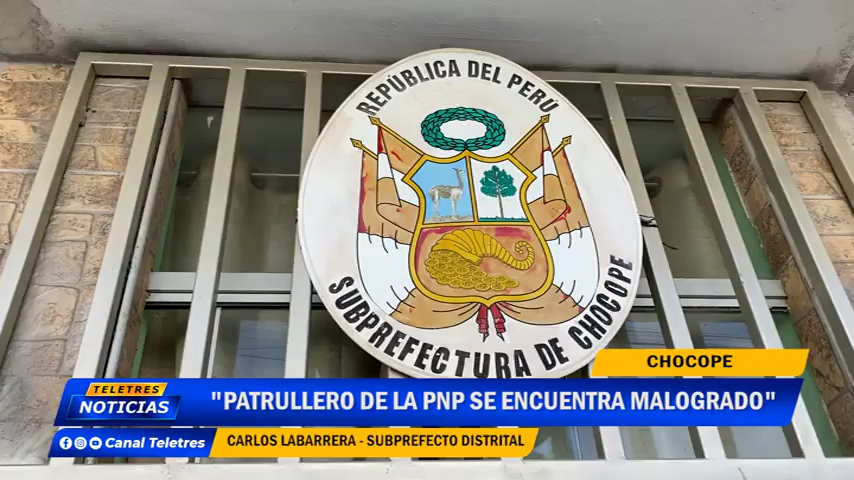 REPÚBLICA DEL PERÚ
SUBPREFECTURA DE CHOCOPE
CHOCOPE
TELETRES
NOTICIAS
"PATRULLERO DE LA PNP SE ENCUENTRA MALOGRADO"
Canal Teletres
CARLOS LABARRERA - SUBPREFECTO DISTRITAL